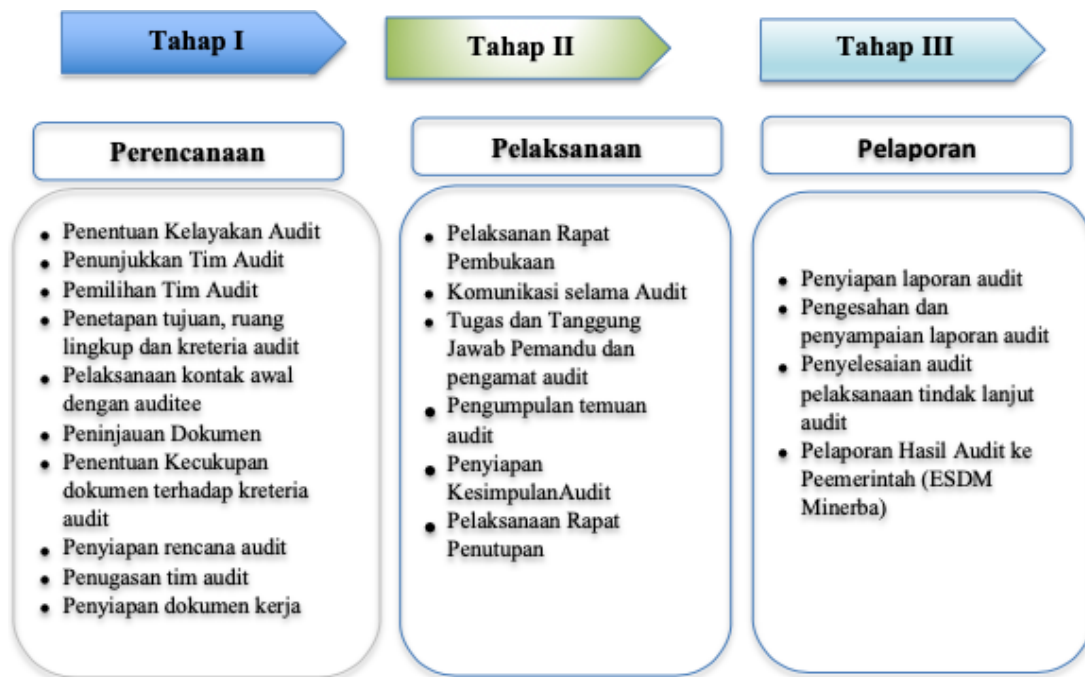 Tahap I
Tahap II
Tahap III
Perencanaan
Pelaksanaan
Pelaporan
• Penentuan Kelayakan Audit
• Penunjukkan Tim Audit
• Pemilihan Tim Audit
• Penetapan tujuan, ruang
lingkup dan kreteria audit
• Pelaksanaan kontak awal
dengan auditee
• Peninjauan Dokumen
• Penentuan Kecukupan
dokumen terhadap kreteria
audit
• Penyiapan rencana audit
• Penugasan tim audit
• Penyiapan dokumen kerja
• Pelaksanan Rapat
Pembukaan
• Komunikasi selama Audit
• Tugas dan Tanggung
Jawab Pemandu dan
pengamat audit
• Pengumpulan temuan
audit
• Penyiapan
KesimpulanAudit
• Pelaksanaan Rapat
Penutupan
• Penyiapan laporan audit
• Pengesahan dan
penyampaian laporan audit
• Penyelesaian audit
pelaksanaan tindak lanjut
audit
• Pelaporan Hasil Audit ke
Peemerintah (ESDM
Minerba)